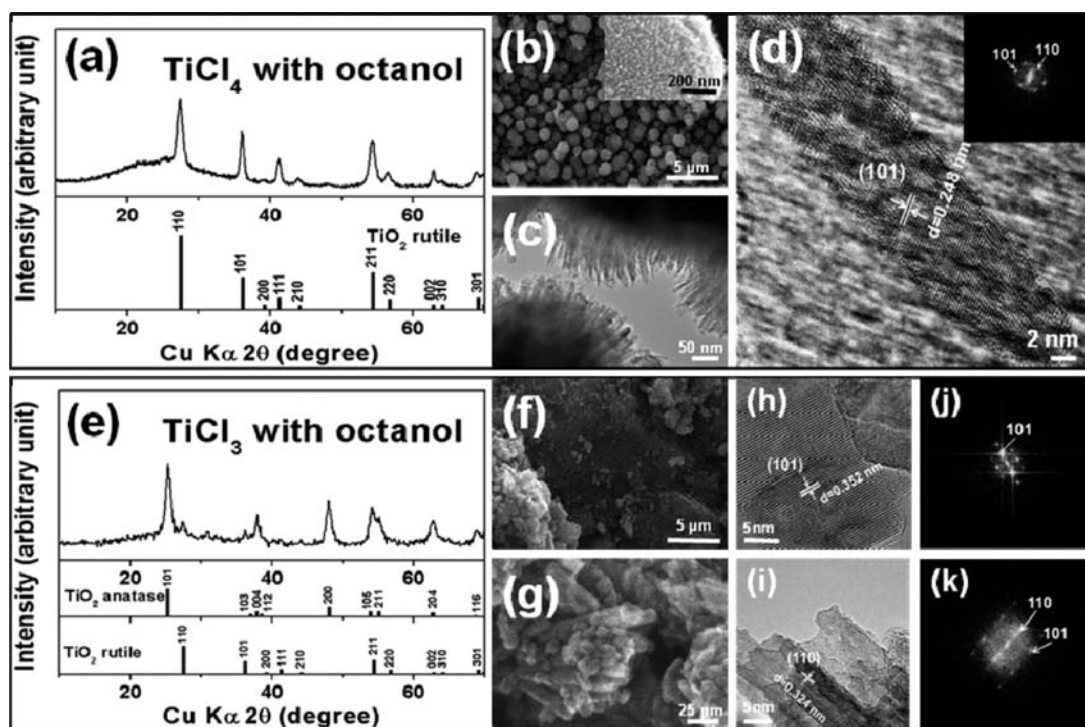 (a)
TiCl4 with octanol
Intensity (arbitrary unit)
20 40 60
110
101
200
111
210
TiO2 rutile
211
220
002
310
301
20 40 60
Cu Kα 2θ (degree)
(b)
200 nm
5 μm
(c)
50 nm
(d)
101 110
(101)
d=0.248 nm
2 nm
(e)
TiCl3 with octanol
Intensity (arbitrary unit)
20 40 60
TiO2 anatase
101
103
004
112
200
105
211
204
116
TiO2 rutile
110
101
200
111
210
211
220
002
310
301
20 40 60
Cu Kα 2θ (degree)
(f)
5 μm
(g)
25 nm
(h)
(101)
d=0.352 nm
5nm
(i)
(110)
d=0.324 nm
5nm
(j)
101
(k)
110
101